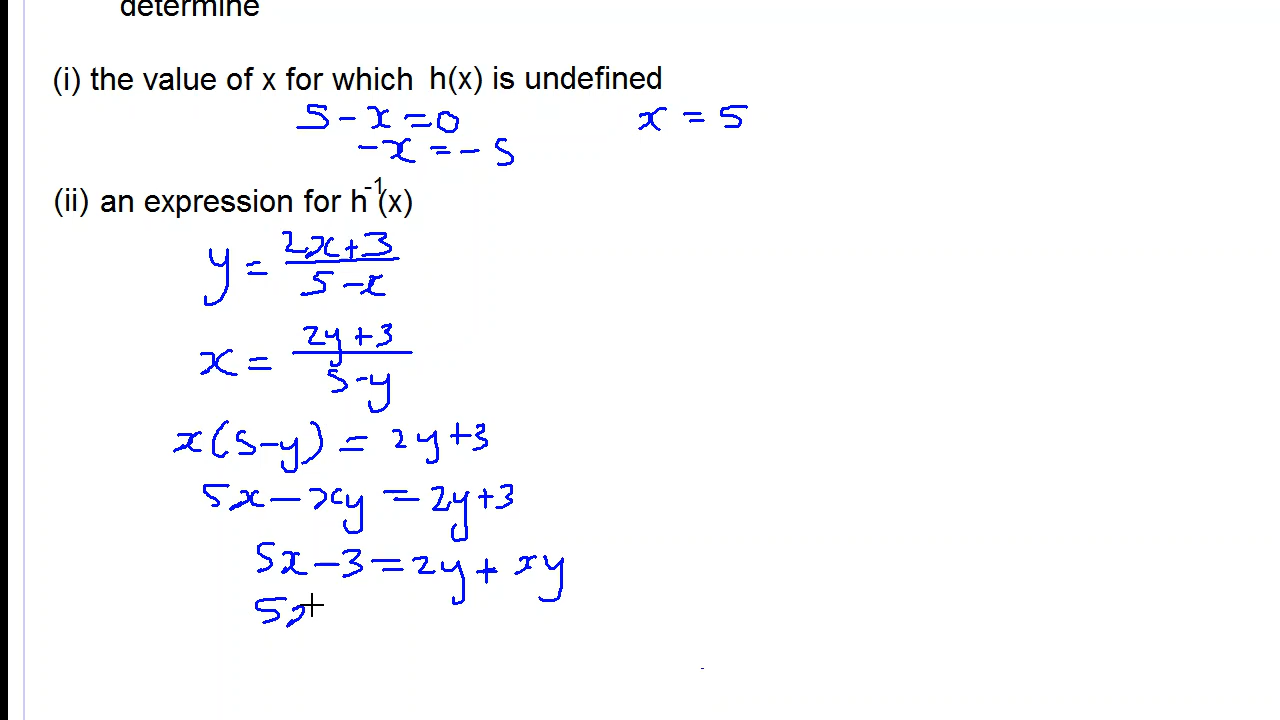 determine
(i) the value of x for which h(x) is undefined
5 - x = 0 x = 5
-x = - 5
(ii) an expression for h⁻¹(x)
y = (2x+3)/(5-x)
x = (2y+3)/(5-y)
x(5-y) = 2y+3
5x - xy = 2y+3
5x - 3 = 2y + xy
5x